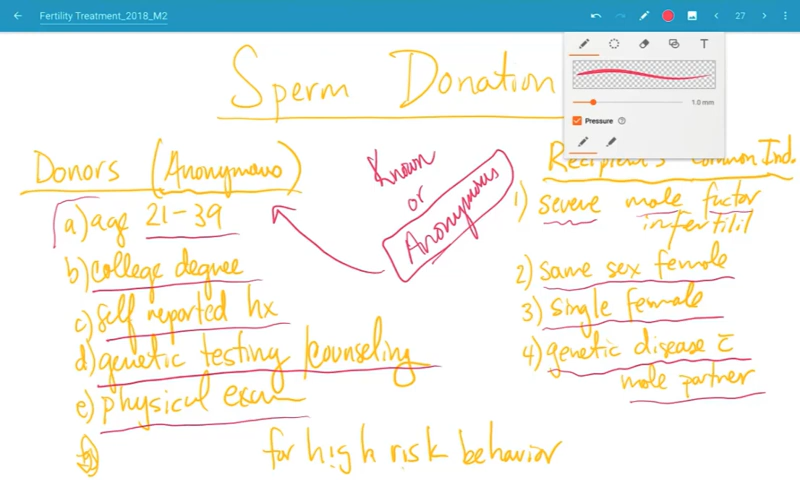 Fertility Treatment_2018_M2
27
Sperm Donation
1.0 mm
Pressure
Donors (Anonymous)
a) age 21-39
b) college degree
c) self reported hx
d) genetic testing/counseling
e) physical exam
for high risk behavior
Known
or
Anonymous
Recipient's Common Ind.
1) severe male factor
infertilil
2) same sex female
3) single female
4) genetic disease c̄
male partner